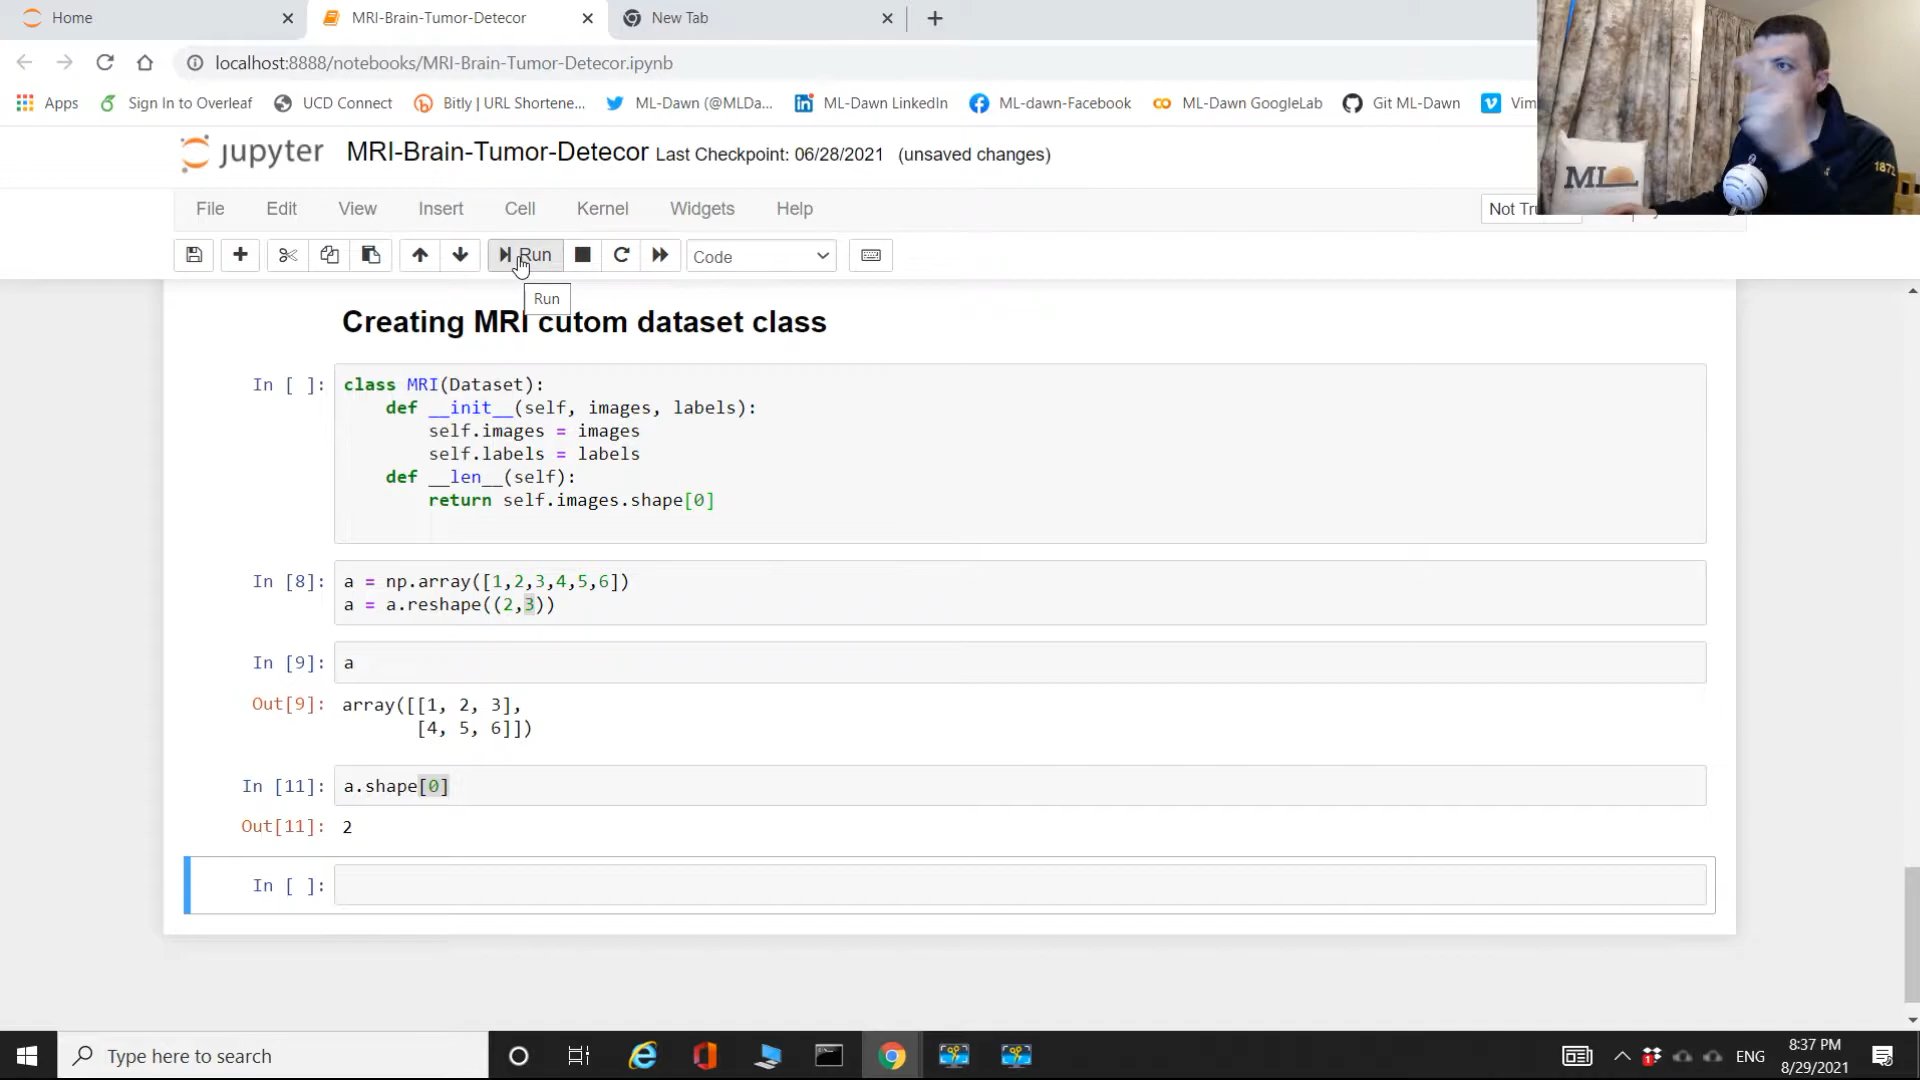 Home
MRI-Brain-Tumor-Detecor
New Tab
localhost:8888/notebooks/MRI-Brain-Tumor-Detecor.ipynb
Apps
Sign In to Overleaf
UCD Connect
Bitly | URL Shortene...
ML-Dawn (@MLDa...
ML-Dawn LinkedIn
ML-dawn-Facebook
ML-Dawn GoogleLab
Git ML-Dawn
jupyter MRI-Brain-Tumor-Detecor Last Checkpoint: 06/28/2021 (unsaved changes)
ML
1872
File Edit View Insert Cell Kernel Widgets Help
Run
Code
Run
Creating MRI cutom dataset class
In [ ]: class MRI(Dataset):
def __init__(self, images, labels):
self.images = images
self.labels = labels
def __len__(self):
return self.images.shape[0]
In [8]: a = np.array([1,2,3,4,5,6])
a = a.reshape((2,3))
In [9]: a
Out[9]: array([[1, 2, 3],
[4, 5, 6]])
In [11]: a.shape[0]
Out[11]: 2
In [ ]:
Type here to search
ENG
8:37 PM
8/29/2021